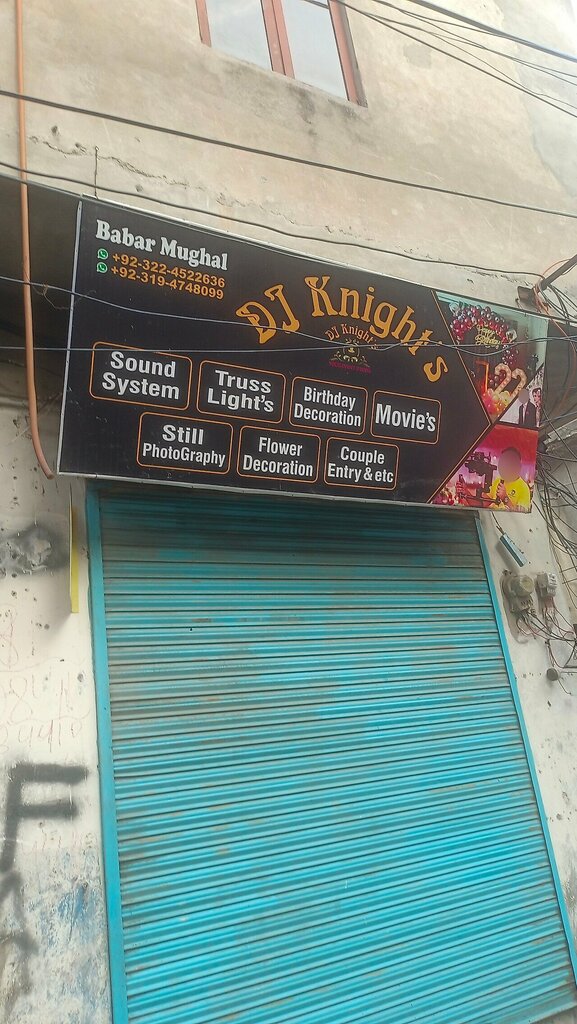 Babar Mughal
+92-322-4522636
+92-319-4748099
DJ Knight's
DJ Knight
Sound
System
Truss
Light's
Birthday
Decoration
Movie's
Still
PhotoGraphy
Flower
Decoration
Couple
Entry & etc
F